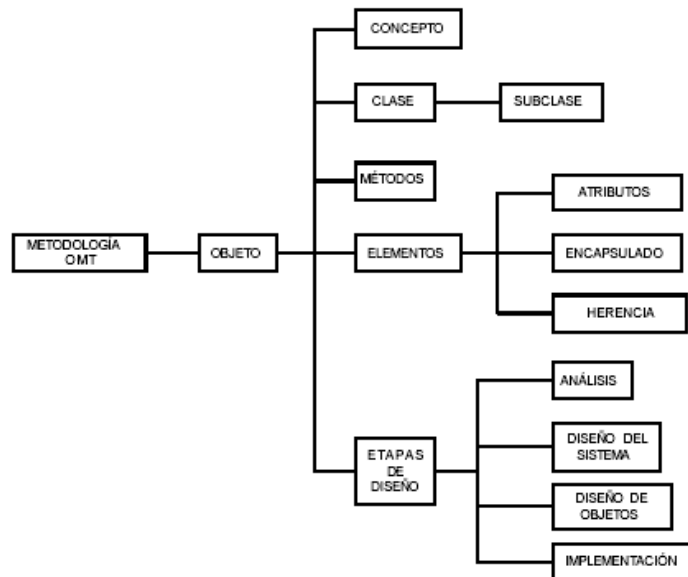 CONCEPTO
CLASE
SUBCLASE
MÉTODOS
ATRIBUTOS
METODOLOGÍA
OMT
OBJETO
ELEMENTOS
ENCAPSULADO
HERENCIA
ANÁLISIS
ETAPAS
DE
DISEÑO
DISEÑO DEL
SISTEMA
DISEÑO DE
OBJETOS
IMPLEMENTACIÓN